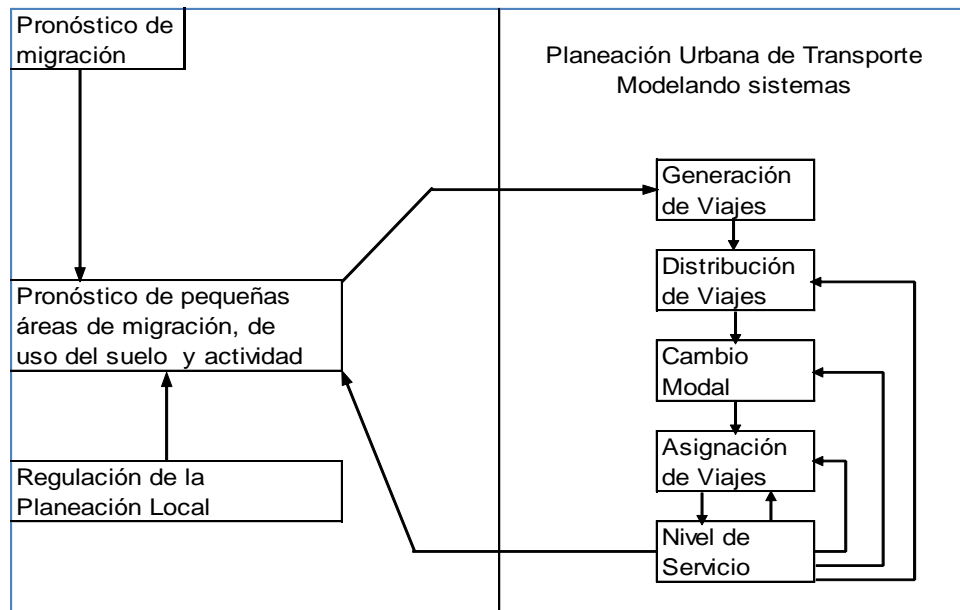 Pronóstico de
migración
Planeación Urbana de Transporte
Modelando sistemas
Generación
de Viajes
Distribución
de Viajes
Pronóstico de pequeñas
áreas de migración, de
uso del suelo y actividad
Cambio
Modal
Asignación
de Viajes
Regulación de la
Planeación Local
Nivel de
Servicio